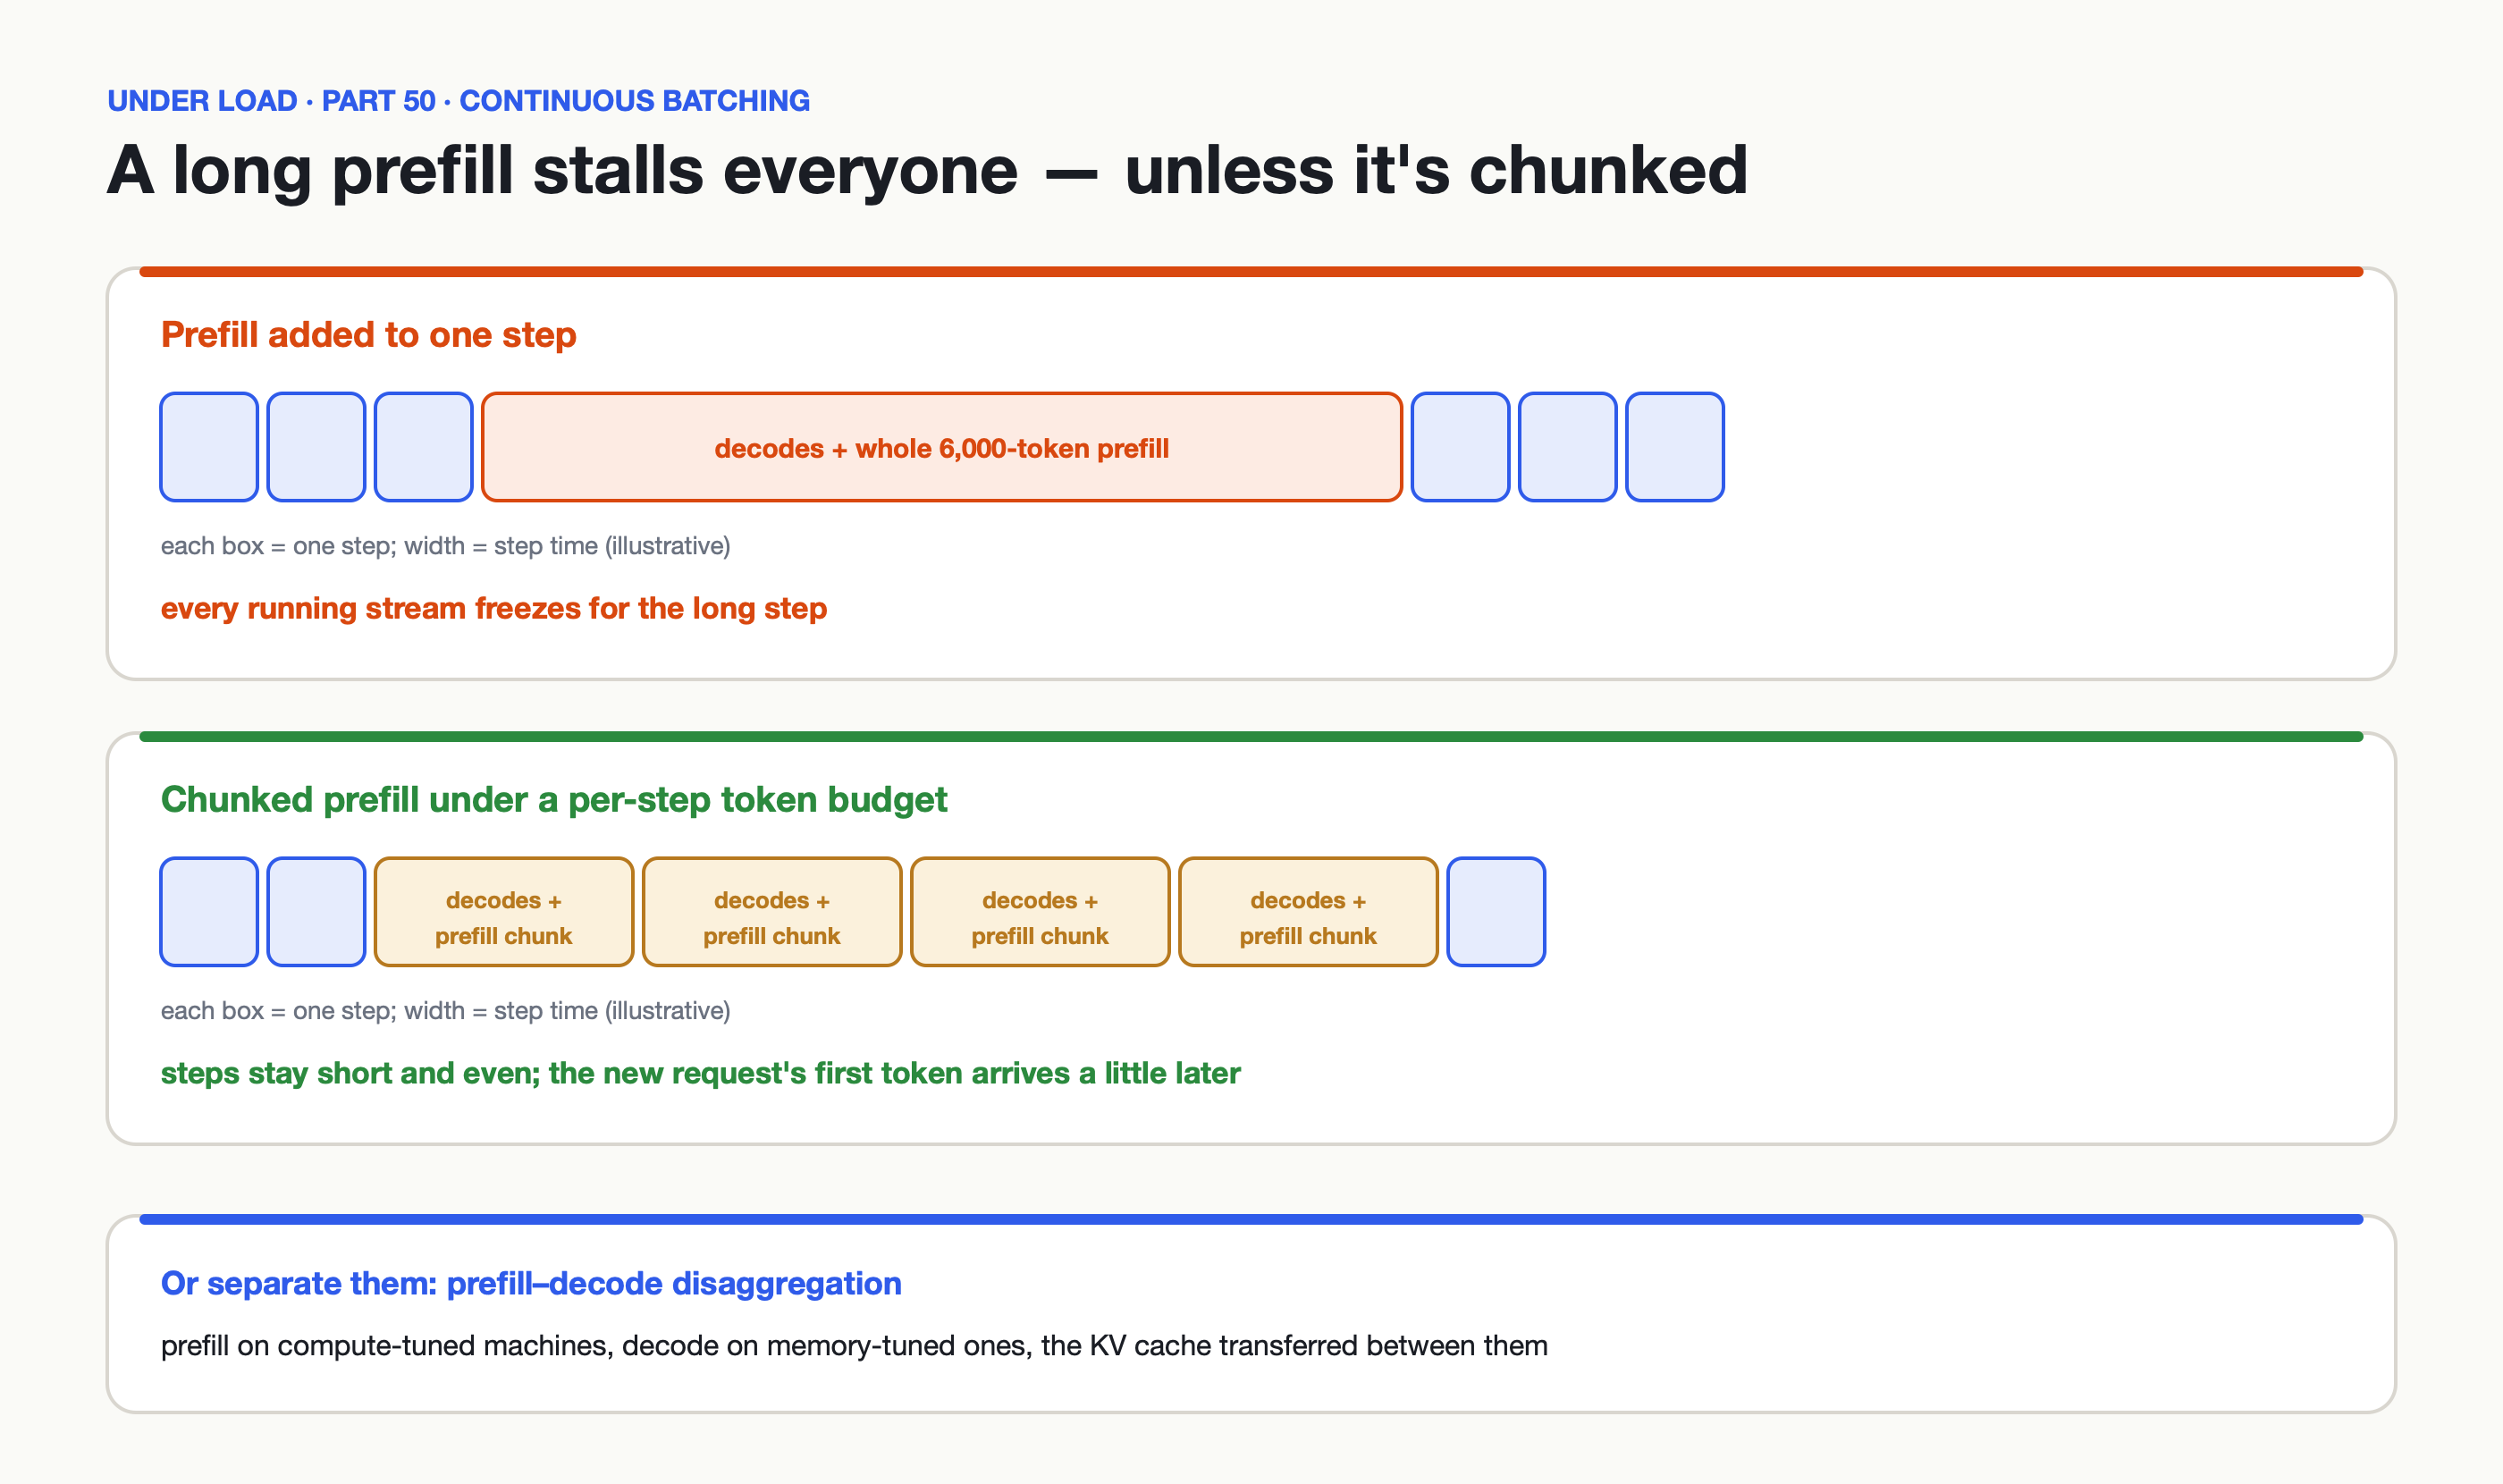 UNDER LOAD · PART 50 · CONTINUOUS BATCHING
A long prefill stalls everyone — unless it's chunked
Prefill added to one step
decodes + whole 6,000-token prefill
each box = one step; width = step time (illustrative)
every running stream freezes for the long step
Chunked prefill under a per-step token budget
decodes +
prefill chunk
decodes +
prefill chunk
decodes +
prefill chunk
decodes +
prefill chunk
each box = one step; width = step time (illustrative)
steps stay short and even; the new request's first token arrives a little later
Or separate them: prefill–decode disaggregation
prefill on compute-tuned machines, decode on memory-tuned ones, the KV cache transferred between them